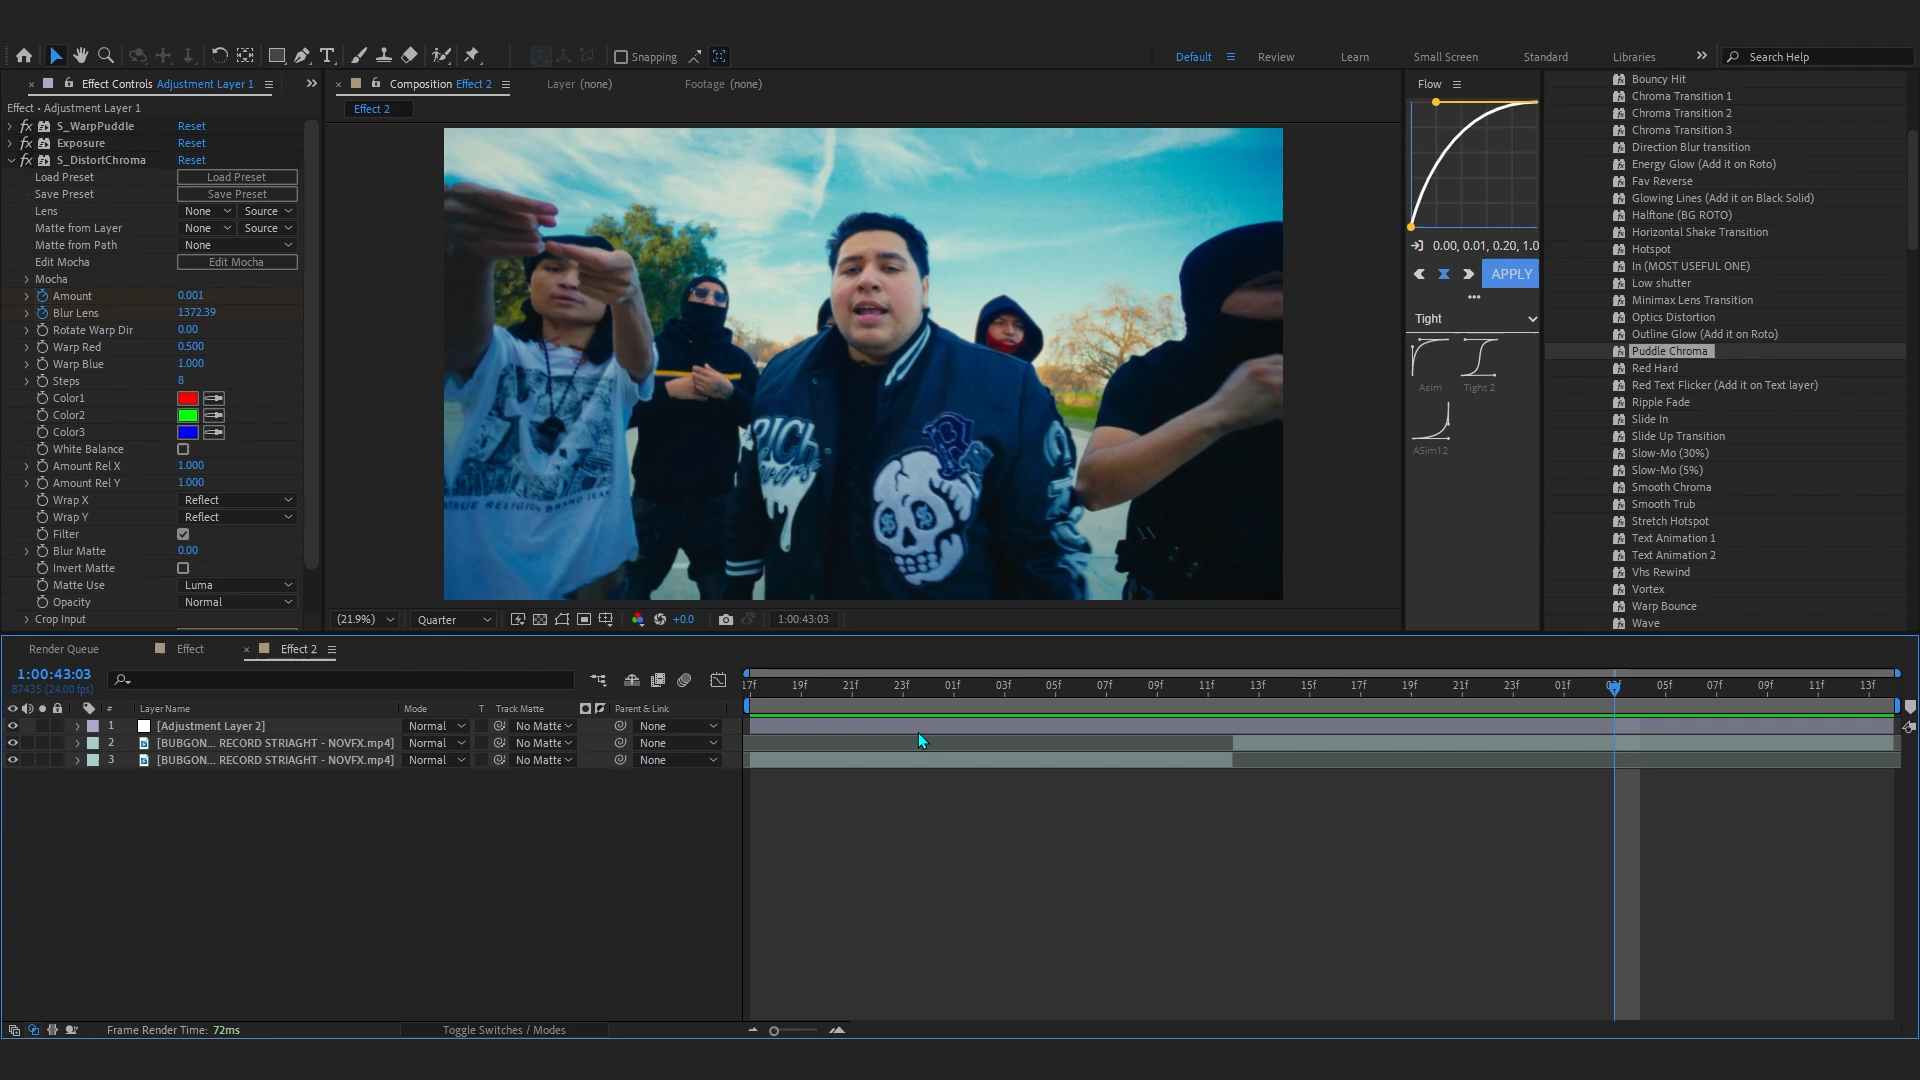 Snapping
Default
Review
Learn
Small Screen
Standard
Libraries
Search Help
Effect Controls Adjustment Layer 1
Composition Effect 2
Layer (none)
Footage (none)
Flow
Effect • Adjustment Layer 1
Effect 2
S_WarpPuddle Reset
Exposure Reset
S_DistortChroma Reset
Load Preset Load Preset
Save Preset Save Preset
Lens None Source
Matte from Layer None Source
Matte from Path None
Edit Mocha Edit Mocha
Mocha
Amount 0.001
Blur Lens 1372.39
Rotate Warp Dir 0.00
Warp Red 0.500
Warp Blue 1.000
Steps 8
Color1
Color2
Color3
White Balance
Amount Rel X 1.000
Amount Rel Y 1.000
Wrap X Reflect
Wrap Y Reflect
Filter
Blur Matte 0.00
Invert Matte
Matte Use Luma
Opacity Normal
Crop Input
TRUE RELIGION BRAND JEAN
RICH
(21.9%)
Quarter
+0.0
1:00:43:03
0.00, 0.01, 0.20, 1.0
APPLY
Tight
Asim
Tight 2
ASim12
Bouncy Hit
Chroma Transition 1
Chroma Transition 2
Chroma Transition 3
Direction Blur transition
Energy Glow (Add it on Roto)
Fav Reverse
Glowing Lines (Add it on Black Solid)
Halftone (BG ROTO)
Horizontal Shake Transition
Hotspot
In (MOST USEFUL ONE)
Low shutter
Minimax Lens Transition
Optics Distortion
Outline Glow (Add it on Roto)
Puddle Chroma
Red Hard
Red Text Flicker (Add it on Text layer)
Ripple Fade
Slide In
Slide Up Transition
Slow-Mo (30%)
Slow-Mo (5%)
Smooth Chroma
Smooth Trub
Stretch Hotspot
Text Animation 1
Text Animation 2
Vhs Rewind
Vortex
Warp Bounce
Wave
Render Queue
Effect
Effect 2
1:00:43:03
87435 (24.00 fps)
17f 19f 21f 23f 01f 03f 05f 07f 09f 11f 13f 15f 17f 19f 21f 23f 01f 03f 05f 07f 09f 11f 13f
# Layer Name Mode T Track Matte Parent & Link
1 [Adjustment Layer 2] Normal No Matte None
2 [BUBGON... RECORD STRIAGHT - NOVFX.mp4] Normal No Matte None
3 [BUBGON... RECORD STRIAGHT - NOVFX.mp4] Normal No Matte None
Frame Render Time: 72ms
Toggle Switches / Modes